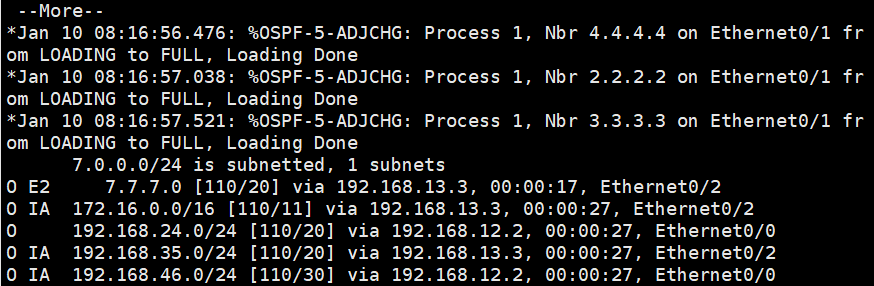 --More--
*Jan 10 08:16:56.476: %OSPF-5-ADJCHG: Process 1, Nbr 4.4.4.4 on Ethernet0/1 fr
om LOADING to FULL, Loading Done
*Jan 10 08:16:57.038: %OSPF-5-ADJCHG: Process 1, Nbr 2.2.2.2 on Ethernet0/1 fr
om LOADING to FULL, Loading Done
*Jan 10 08:16:57.521: %OSPF-5-ADJCHG: Process 1, Nbr 3.3.3.3 on Ethernet0/1 fr
om LOADING to FULL, Loading Done
      7.0.0.0/24 is subnetted, 1 subnets
O E2     7.7.7.0 [110/20] via 192.168.13.3, 00:00:17, Ethernet0/2
O IA  172.16.0.0/16 [110/11] via 192.168.13.3, 00:00:27, Ethernet0/2
O     192.168.24.0/24 [110/20] via 192.168.12.2, 00:00:27, Ethernet0/0
O IA  192.168.35.0/24 [110/20] via 192.168.13.3, 00:00:27, Ethernet0/2
O IA  192.168.46.0/24 [110/30] via 192.168.12.2, 00:00:27, Ethernet0/0